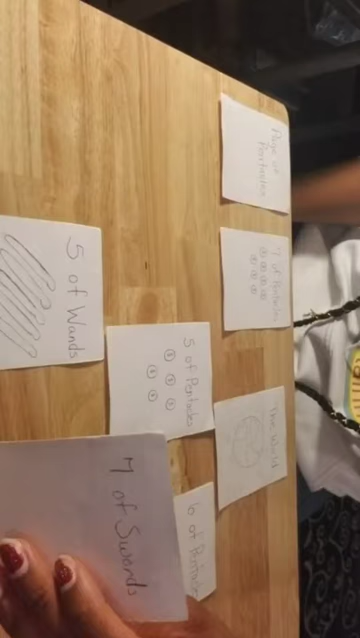 Page of
Pentacles
7 of Pentacles
5 of Wands
5 of Pentacles
The World
6 of Pentacles
7 of Swords